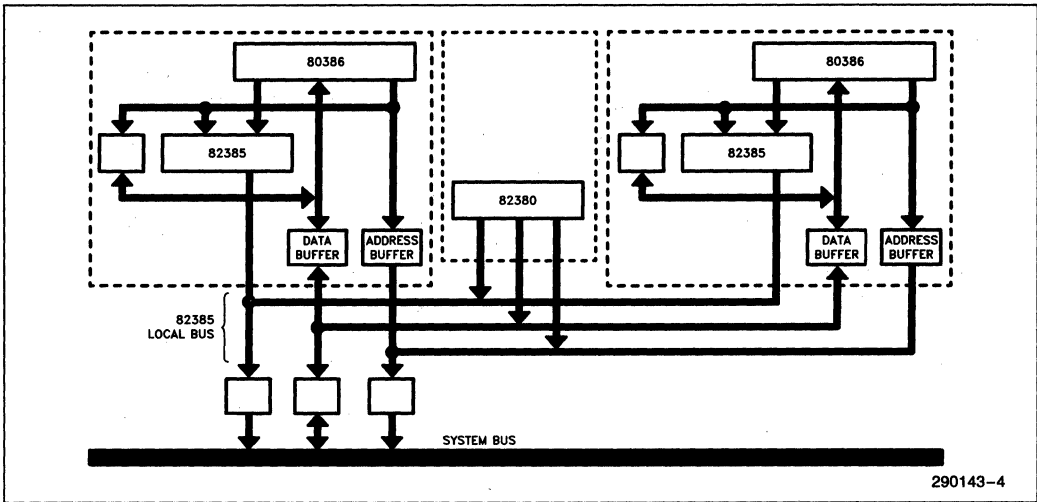 80386
80386
82385
82385
82380
DATA
BUFFER
ADDRESS
BUFFER
DATA
BUFFER
ADDRESS
BUFFER
82385
LOCAL BUS
SYSTEM BUS
290143-4